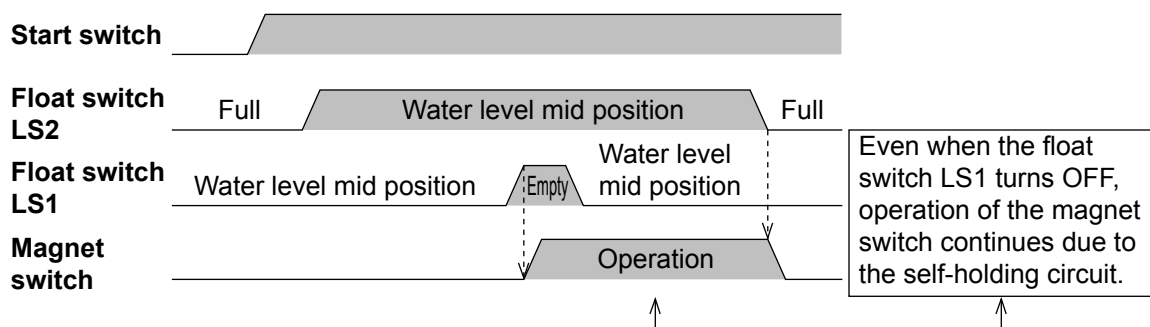 Start switch
Float switch
LS2
Full
Water level mid position
Full
Float switch
LS1
Water level mid position
Empty
Water level
mid position
Magnet
switch
Operation
Even when the float
switch LS1 turns OFF,
operation of the magnet
switch continues due to
the self-holding circuit.